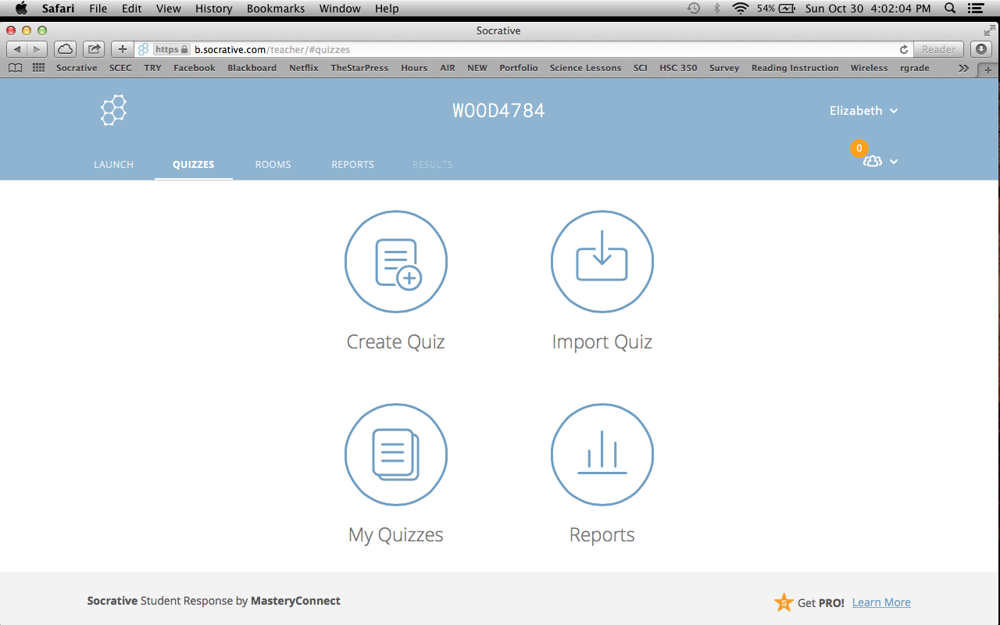 Safari File Edit View History Bookmarks Window Help 54% Sun Oct 30 4:02:04 PM
Socrative
https b.socrative.com/teacher/#quizzes Reader
Socrative SCEC TRY Facebook Blackboard Netflix TheStarPress Hours AIR NEW Portfolio Science Lessons SCI HSC 350 Survey Reading Instruction Wireless rgrade
WOOD4784 Elizabeth
0
LAUNCH QUIZZES ROOMS REPORTS RESULTS
Create Quiz Import Quiz
My Quizzes Reports
Socrative Student Response by MasteryConnect S Get PRO! Learn More